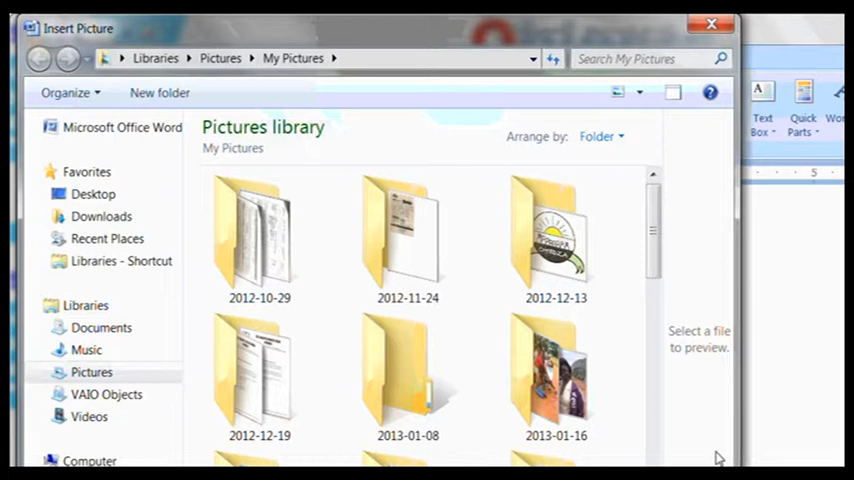 Insert Picture
Libraries Pictures My Pictures
Search My Pictures
Organize
New folder
Microsoft Office Word
Favorites
Desktop
Downloads
Recent Places
Libraries - Shortcut
Libraries
Documents
Music
Pictures
VAIO Objects
Videos
Computer
Pictures library
My Pictures
Arrange by: Folder
2012-10-29
2012-11-24
2012-12-13
2012-12-19
2013-01-08
2013-01-16
Select a file
to preview.
A
Text
Box
Quick
Parts
5